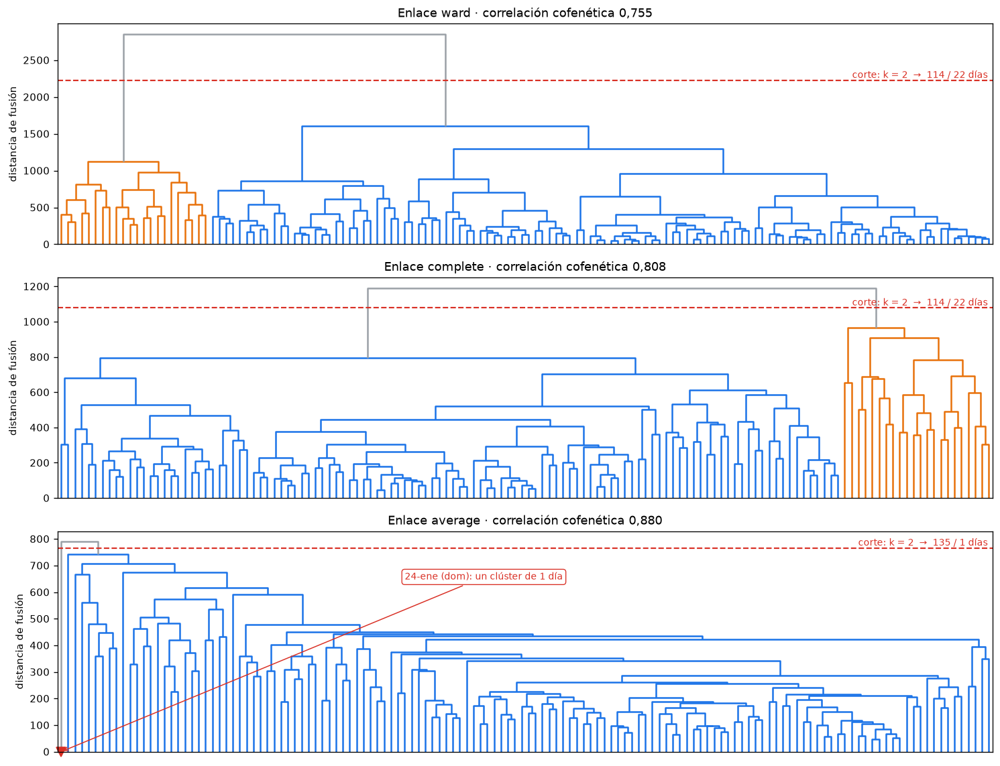 Enlace ward · correlación cofenética 0,755
distancia de fusión
2500
2000
1500
1000
500
0
corte: k = 2 → 114 / 22 días
Enlace complete · correlación cofenética 0,808
distancia de fusión
1200
1000
800
600
400
200
0
corte: k = 2 → 114 / 22 días
Enlace average · correlación cofenética 0,880
distancia de fusión
800
700
600
500
400
300
200
100
0
corte: k = 2 → 135 / 1 días
24-ene (dom): un clúster de 1 día